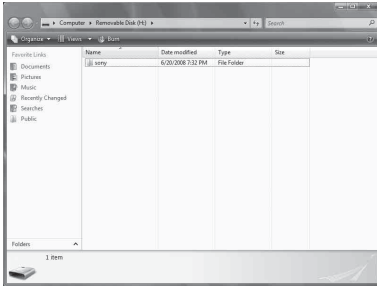 Computer ▸ Removable Disk (H:) ▸ Search
Organize Views Burn
Favorite Links
Documents
Pictures
Music
Recently Changed
Searches
Public
Folders
Name Date modified Type Size
sony 6/20/2008 7:32 PM File Folder
1 item